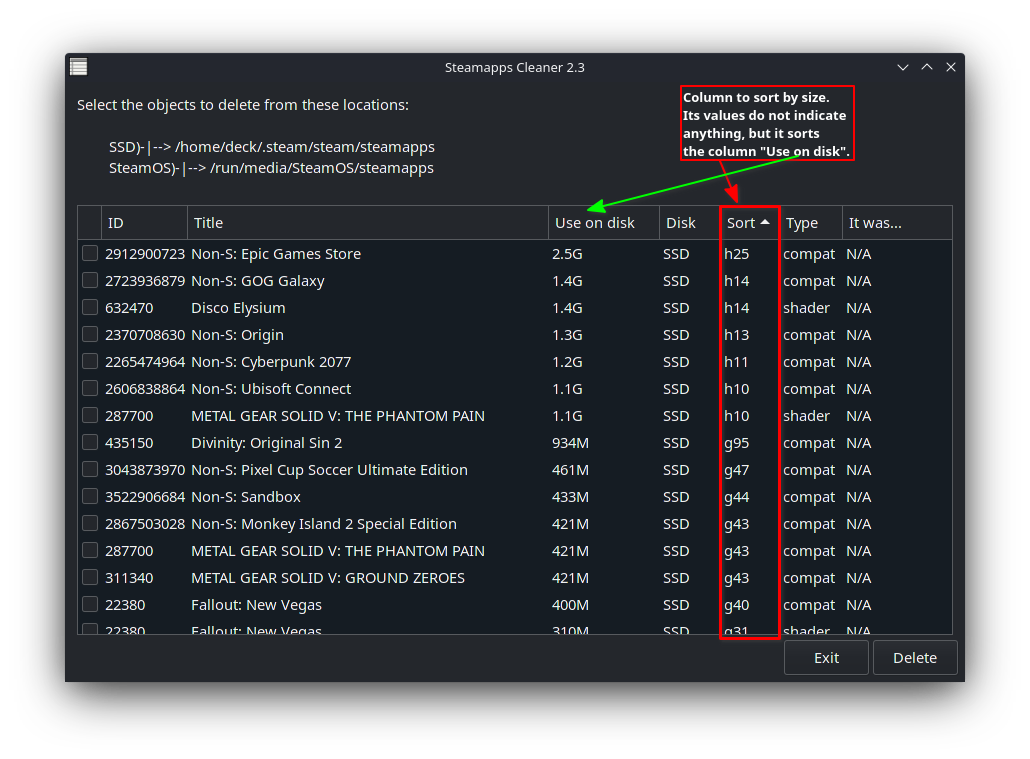 Steamapps Cleaner 2.3
Select the objects to delete from these locations:
Column to sort by size.
Its values do not indicate
anything, but it sorts
the column "Use on disk".
SSD)-|--> /home/deck/.steam/steam/steamapps
SteamOS)-|--> /run/media/SteamOS/steamapps
ID Title Use on disk Disk Sort Type It was...
2912900723 Non-S: Epic Games Store 2.5G SSD h25 compat N/A
2723936879 Non-S: GOG Galaxy 1.4G SSD h14 compat N/A
632470 Disco Elysium 1.4G SSD h14 shader N/A
2370708630 Non-S: Origin 1.3G SSD h13 compat N/A
2265474964 Non-S: Cyberpunk 2077 1.2G SSD h11 compat N/A
2606838864 Non-S: Ubisoft Connect 1.1G SSD h10 compat N/A
287700 METAL GEAR SOLID V: THE PHANTOM PAIN 1.1G SSD h10 shader N/A
435150 Divinity: Original Sin 2 934M SSD g95 compat N/A
3043873970 Non-S: Pixel Cup Soccer Ultimate Edition 461M SSD g47 compat N/A
3522906684 Non-S: Sandbox 433M SSD g44 compat N/A
2867503028 Non-S: Monkey Island 2 Special Edition 421M SSD g43 compat N/A
287700 METAL GEAR SOLID V: THE PHANTOM PAIN 421M SSD g43 compat N/A
311340 METAL GEAR SOLID V: GROUND ZEROES 421M SSD g43 compat N/A
22380 Fallout: New Vegas 400M SSD g40 compat N/A
22380 Fallout: New Vegas 310M SSD g31 shader N/A
Exit Delete